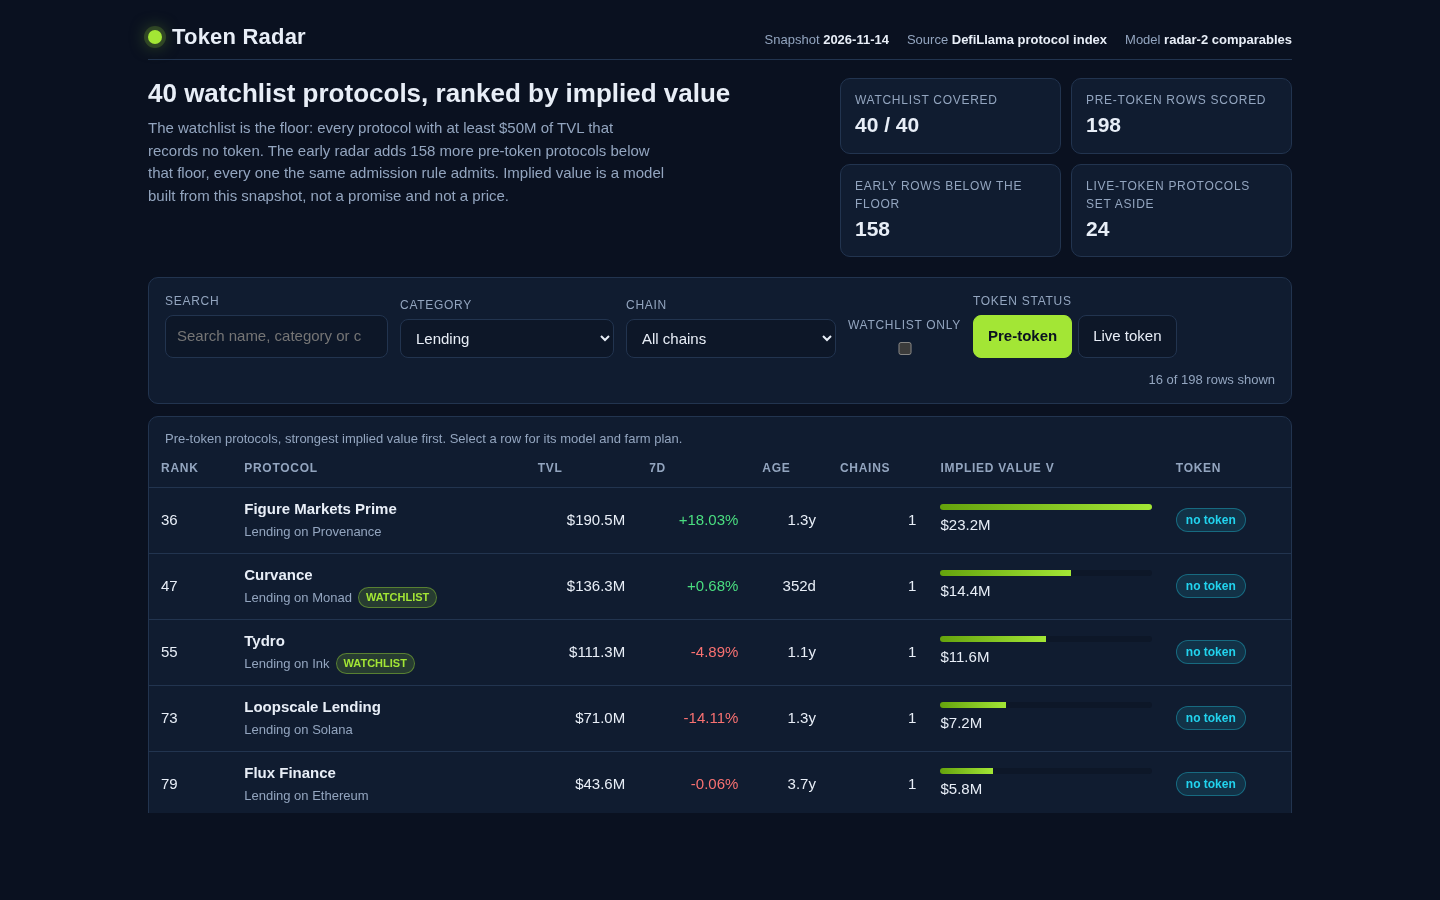 Token Radar
Snapshot 2026-11-14 Source DefiLlama protocol index Model radar-2 comparables
40 watchlist protocols, ranked by implied value
The watchlist is the floor: every protocol with at least $50M of TVL that
records no token. The early radar adds 158 more pre-token protocols below
that floor, every one the same admission rule admits. Implied value is a model
built from this snapshot, not a promise and not a price.
WATCHLIST COVERED
40 / 40
PRE-TOKEN ROWS SCORED
198
EARLY ROWS BELOW THE
FLOOR
158
LIVE-TOKEN PROTOCOLS
SET ASIDE
24
SEARCH
Search name, category or c
CATEGORY
Lending
CHAIN
All chains
WATCHLIST ONLY
TOKEN STATUS
Pre-token Live token
16 of 198 rows shown
Pre-token protocols, strongest implied value first. Select a row for its model and farm plan.
RANK PROTOCOL TVL 7D AGE CHAINS IMPLIED VALUE V TOKEN
36 Figure Markets Prime $190.5M +18.03% 1.3y 1 $23.2M no token
Lending on Provenance
47 Curvance $136.3M +0.68% 352d 1 $14.4M no token
Lending on Monad WATCHLIST
55 Tydro $111.3M -4.89% 1.1y 1 $11.6M no token
Lending on Ink WATCHLIST
73 Loopscale Lending $71.0M -14.11% 1.3y 1 $7.2M no token
Lending on Solana
79 Flux Finance $43.6M -0.06% 3.7y 1 $5.8M no token
Lending on Ethereum